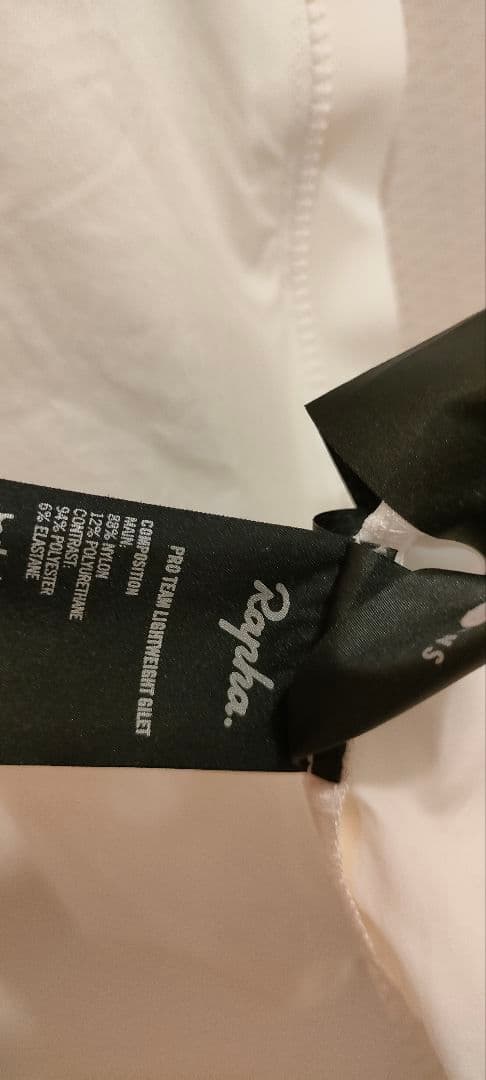 Rapha.
PRO TEAM LIGHTWEIGHT GILET
COMPOSITION
MAIN:
88% NYLON
12% POLYURETHANE
CONTRAST:
94% POLYESTER
6% ELASTANE